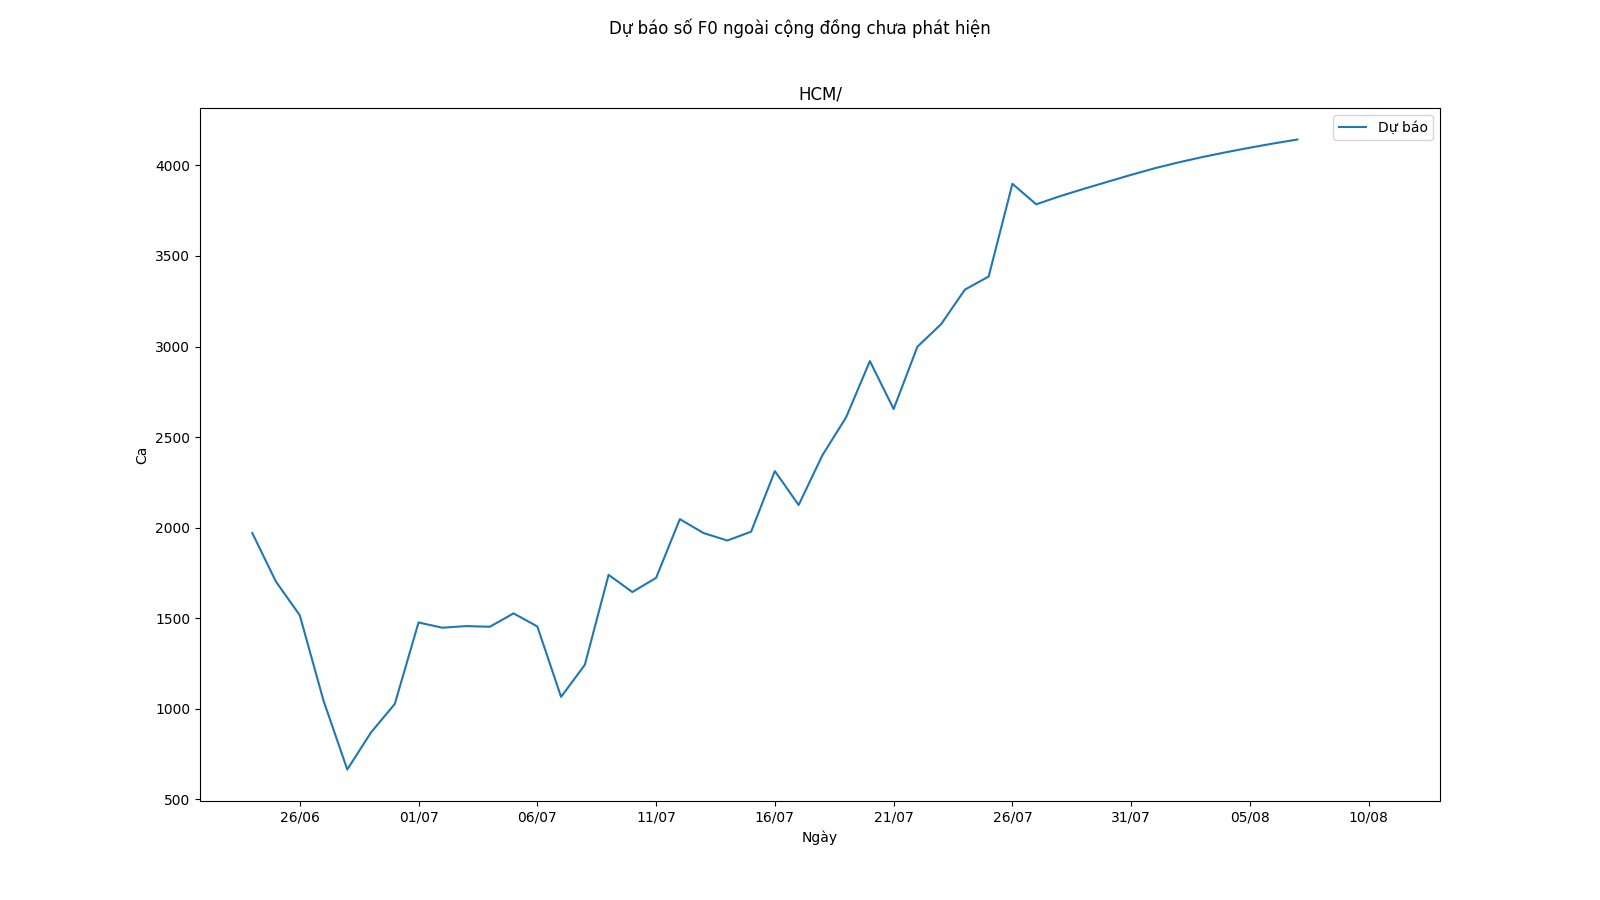 Dự báo số F0 ngoài cộng đồng chưa phát hiện
HCM/
Dự báo
4000
3500
3000
2500
2000
1500
1000
500
Ca
26/06 01/07 06/07 11/07 16/07 21/07 26/07 31/07 05/08 10/08
Ngày